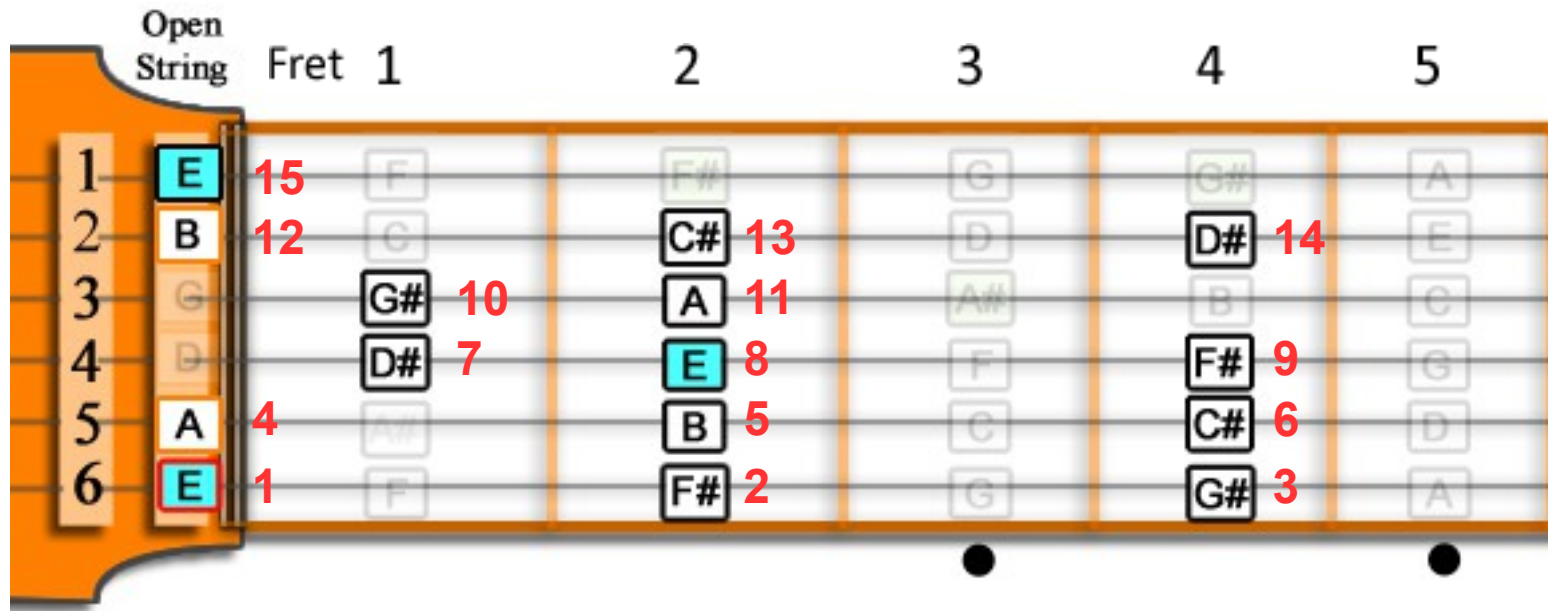 Open
String Fret 1 2 3 4 5
1 E 15 F F# G G# A
2 B 12 C C# 13 D D# 14 E
3 G G# 10 A 11 A# B C
4 D D# 7 E 8 F F# 9 G
5 A 4 A# B 5 C C# 6 D
6 E 1 F F# 2 G G# 3 A